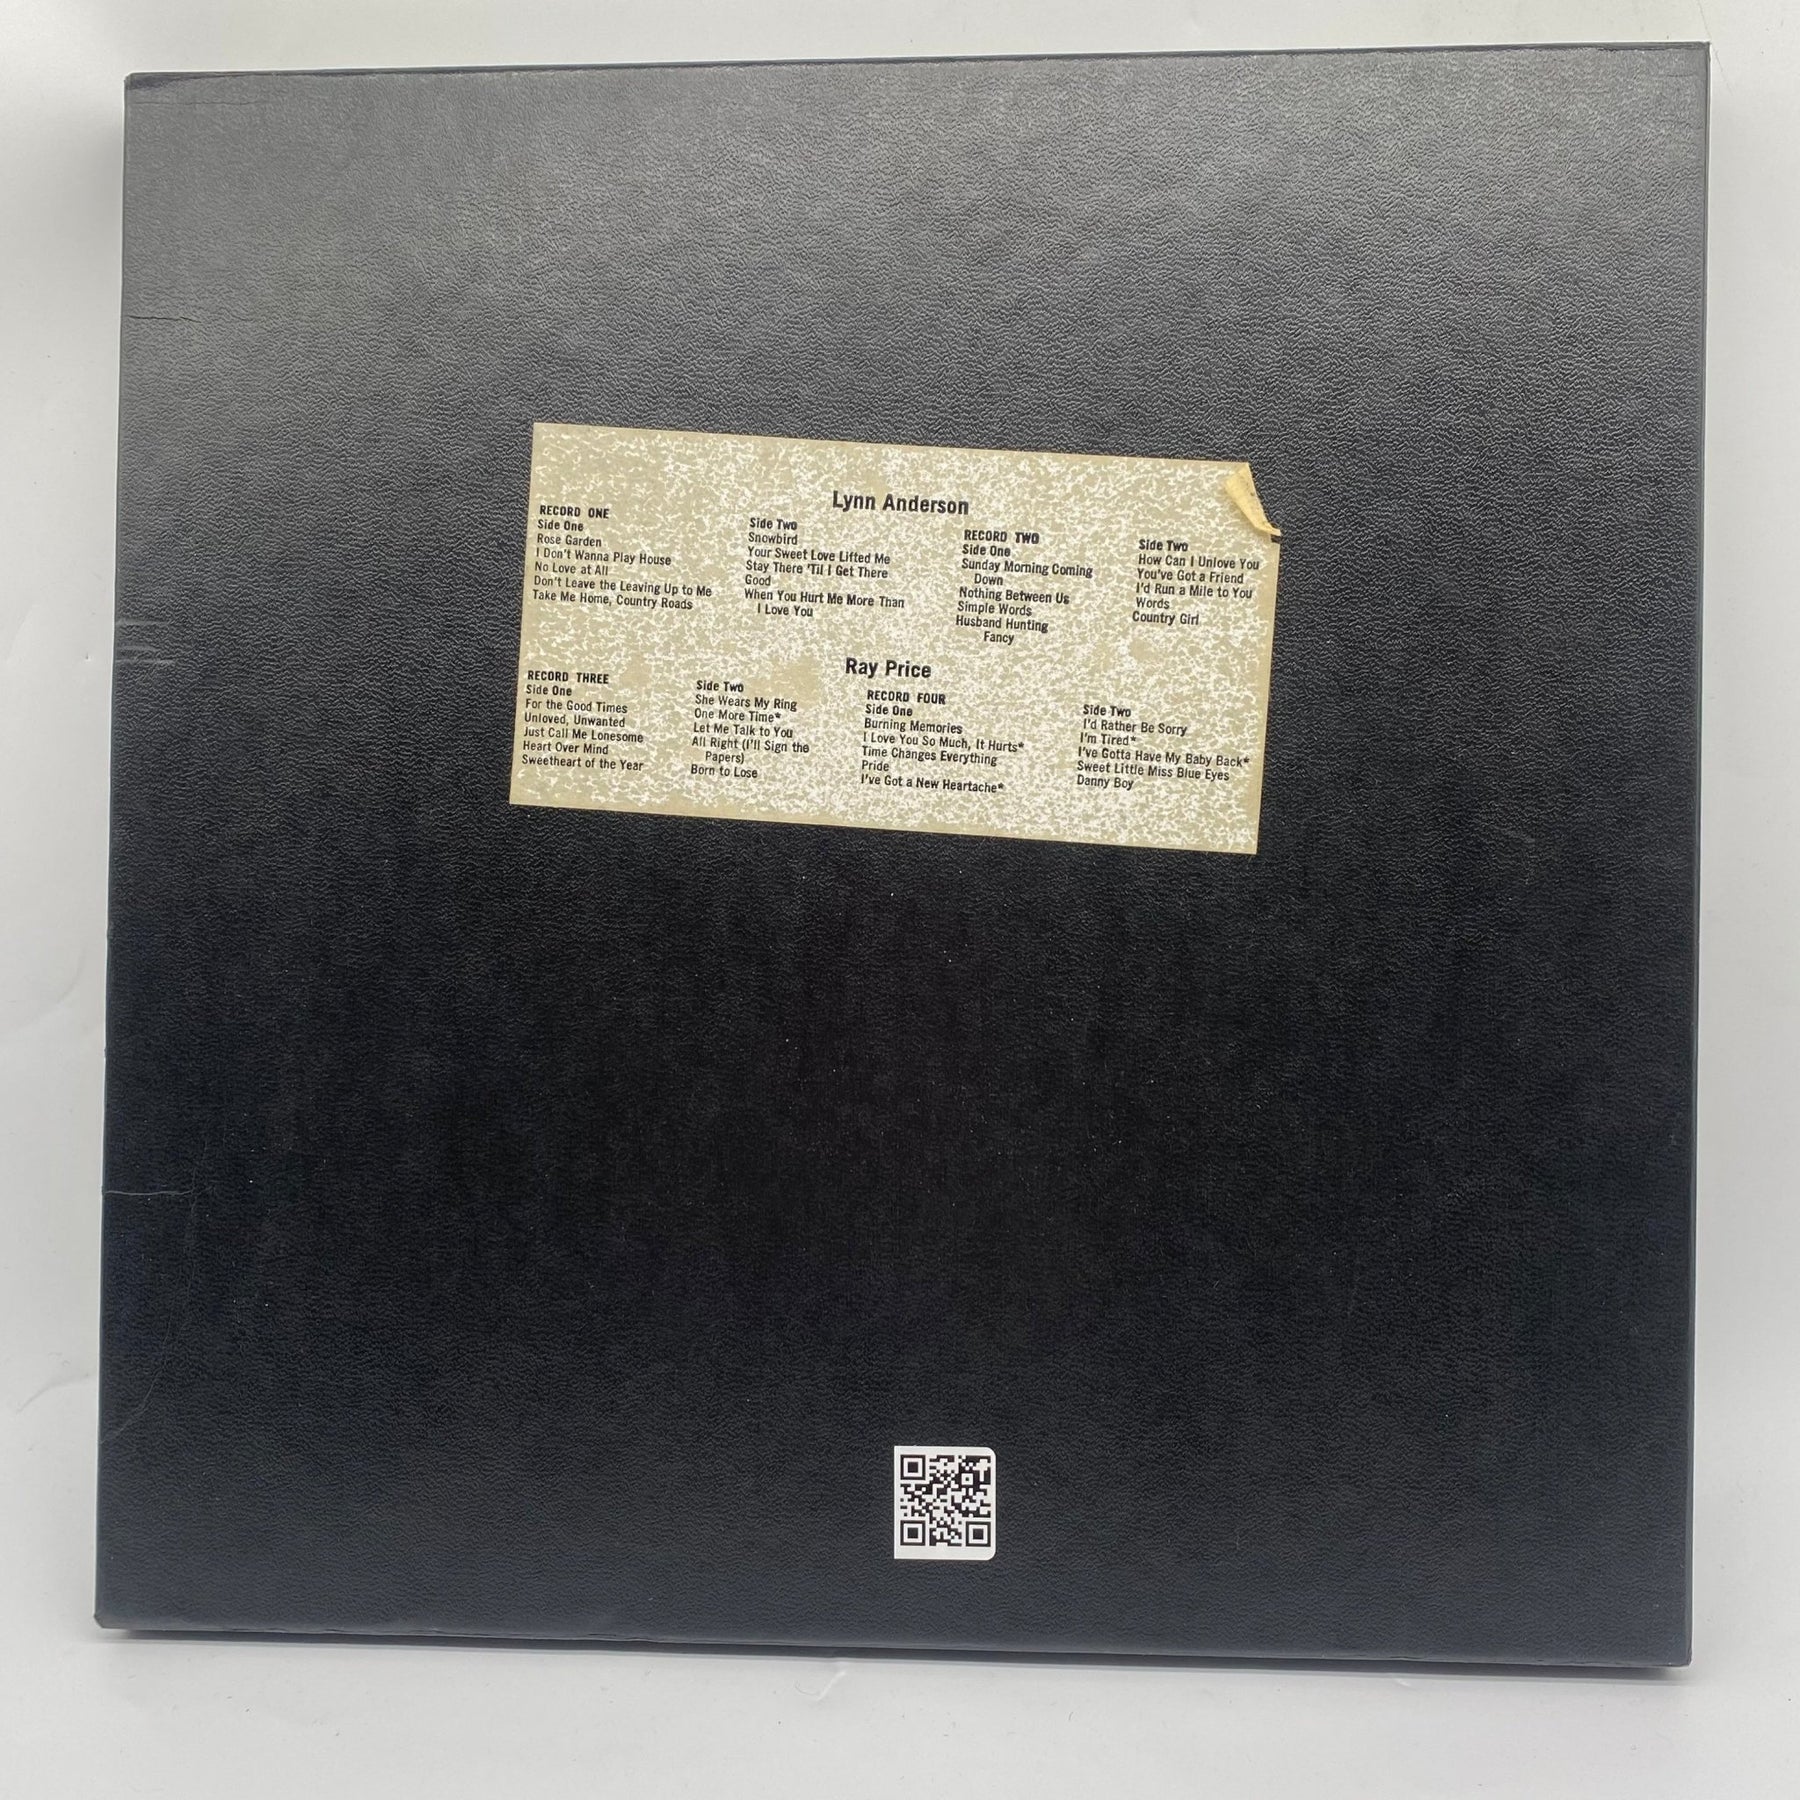 Lynn Anderson
RECORD ONE
Side One
Rose Garden
I Don't Wanna Play House
No Love at All
Don't Leave the Leaving Up to Me
Take Me Home, Country Roads
Side Two
Snowbird
Your Sweet Love Lifted Me
Stay There 'Til I Get There
Good
When You Hurt Me More Than
I Love You
RECORD TWO
Side One
Sunday Morning Coming
Down
Nothing Between Us
Simple Words
Husband Hunting
Fancy
Side Two
How Can I Unlove You
You've Got a Friend
I'd Run a Mile to You
Words
Country Girl
Ray Price
RECORD THREE
Side One
For the Good Times
Unloved, Unwanted
Just Call Me Lonesome
Heart Over Mind
Sweetheart of the Year
Side Two
She Wears My Ring
One More Time*
Let Me Talk to You
All Right (I'll Sign the
Papers)
Born to Lose
RECORD FOUR
Side One
Burning Memories
I Love You So Much, It Hurts*
Time Changes Everything
Pride
I've Got a New Heartache*
Side Two
I'd Rather Be Sorry
I'm Tired*
I've Gotta Have My Baby Back*
Sweet Little Miss Blue Eyes
Danny Boy